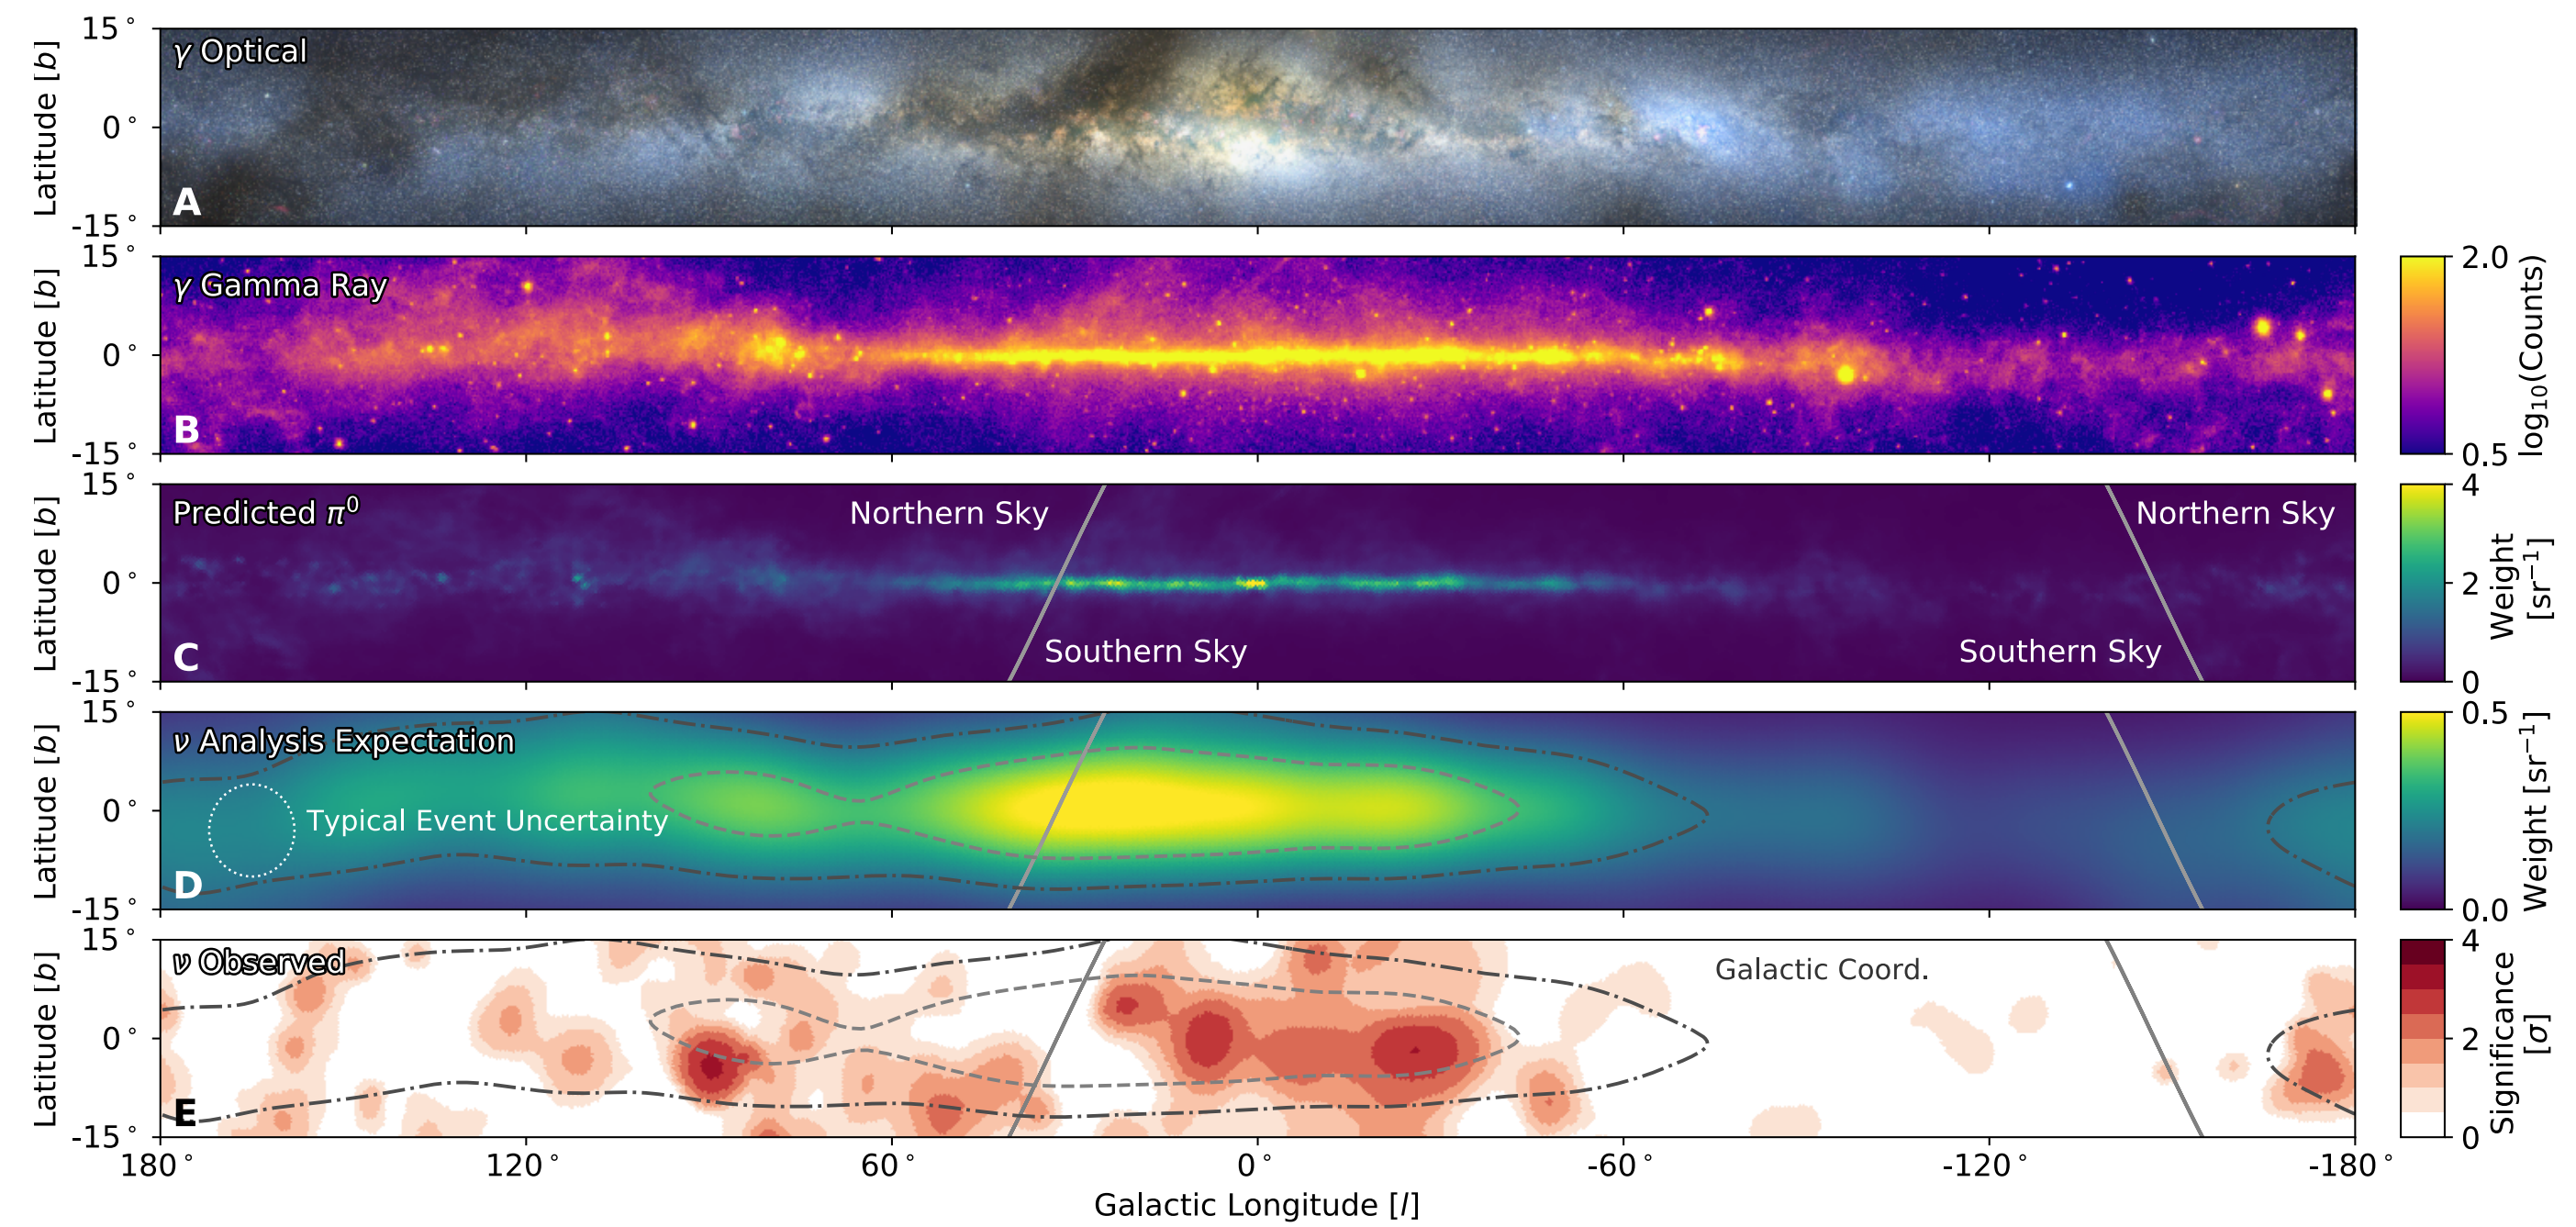 15°
γ Optical
Latitude [b]
0°
A
-15°
15°
γ Gamma Ray
Latitude [b]
0°
B
-15°
2.0
0.5
log₁₀(Counts)
15°
Predicted π⁰
Northern Sky
Northern Sky
Latitude [b]
0°
Southern Sky
Southern Sky
C
-15°
4
2
0
Weight
[sr⁻¹]
15°
ν Analysis Expectation
Latitude [b]
0°
Typical Event Uncertainty
D
-15°
0.5
0.0
Weight [sr⁻¹]
15°
ν Observed
Galactic Coord.
Latitude [b]
0°
E
-15°
4
2
0
Significance
[σ]
180° 120° 60° 0° -60° -120° -180°
Galactic Longitude [l]